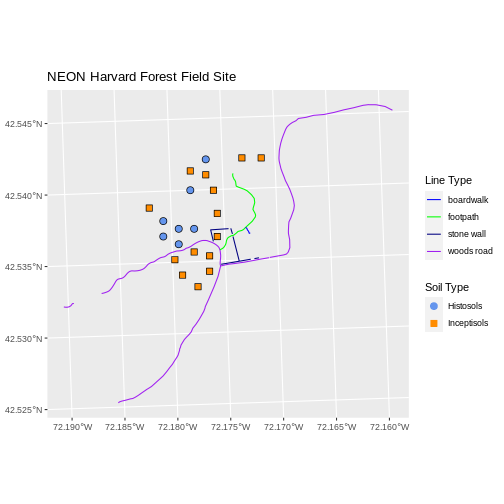 NEON Harvard Forest Field Site
42.545°N
42.540°N
42.535°N
42.530°N
42.525°N
72.190°W 72.185°W 72.180°W 72.175°W 72.170°W 72.165°W 72.160°W
Line Type
boardwalk
footpath
stone wall
woods road
Soil Type
Histosols
Inceptisols